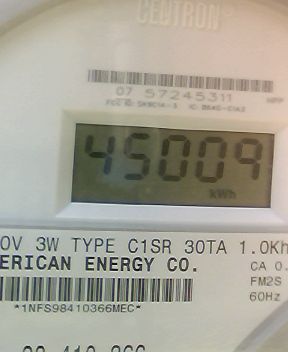 CENTRON
07 57245311
45009
kWh
0V 3W TYPE C1SR 30TA 1.0Kh
ERICAN ENERGY CO.
CA 0.
FM2S
60Hz
*1NFS98410366MEC*